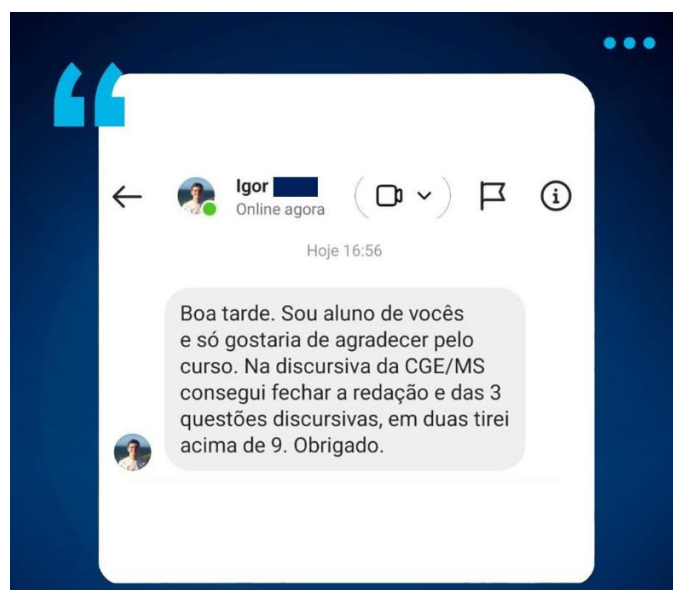 “
Igor
Online agora
Hoje 16:56
Boa tarde. Sou aluno de vocês
e só gostaria de agradecer pelo
curso. Na discursiva da CGE/MS
consegui fechar a redação e das 3
questões discursivas, em duas tirei
acima de 9. Obrigado.